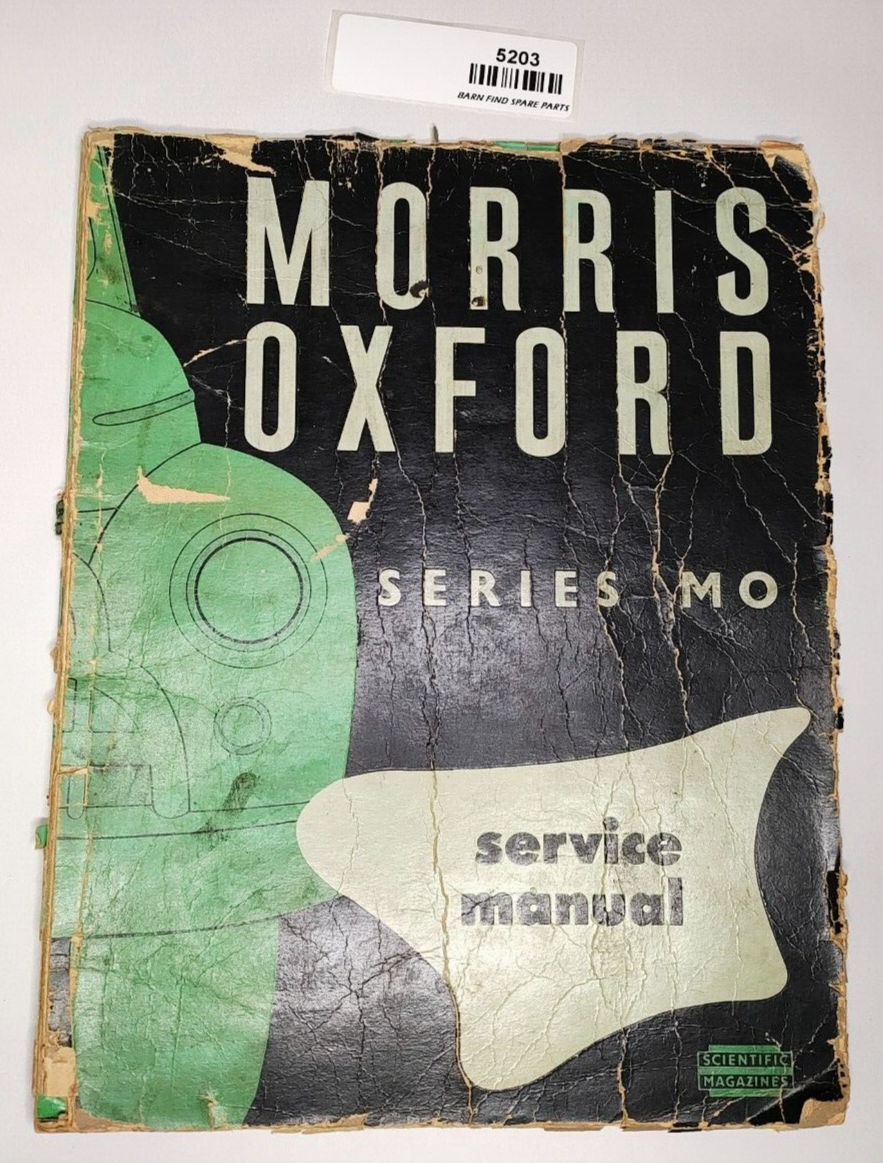 5203
BARN FIND SPARE PARTS
MORRIS
OXFORD
SERIES MO
service
manual
SCIENTIFIC
MAGAZINES